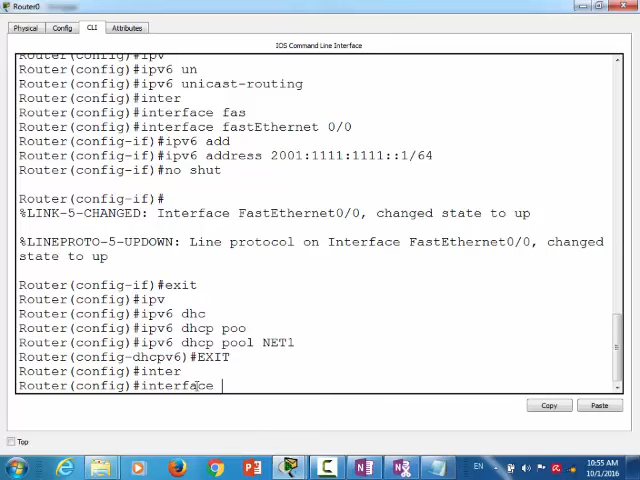 Router0
Physical Config CLI Attributes
IOS Command Line Interface
Router(config)#ipv
Router(config)#ipv6 un
Router(config)#ipv6 unicast-routing
Router(config)#inter
Router(config)#interface fas
Router(config)#interface fastEthernet 0/0
Router(config-if)#ipv6 add
Router(config-if)#ipv6 address 2001:1111:1111::1/64
Router(config-if)#no shut
Router(config-if)#
%LINK-5-CHANGED: Interface FastEthernet0/0, changed state to up
%LINEPROTO-5-UPDOWN: Line protocol on Interface FastEthernet0/0, changed
state to up
Router(config-if)#exit
Router(config)#ipv
Router(config)#ipv6 dhc
Router(config)#ipv6 dhcp poo
Router(config)#ipv6 dhcp pool NET1
Router(config-dhcpv6)#EXIT
Router(config)#inter
Router(config)#interface
Copy Paste
Top
EN
10:55 AM
10/1/2016